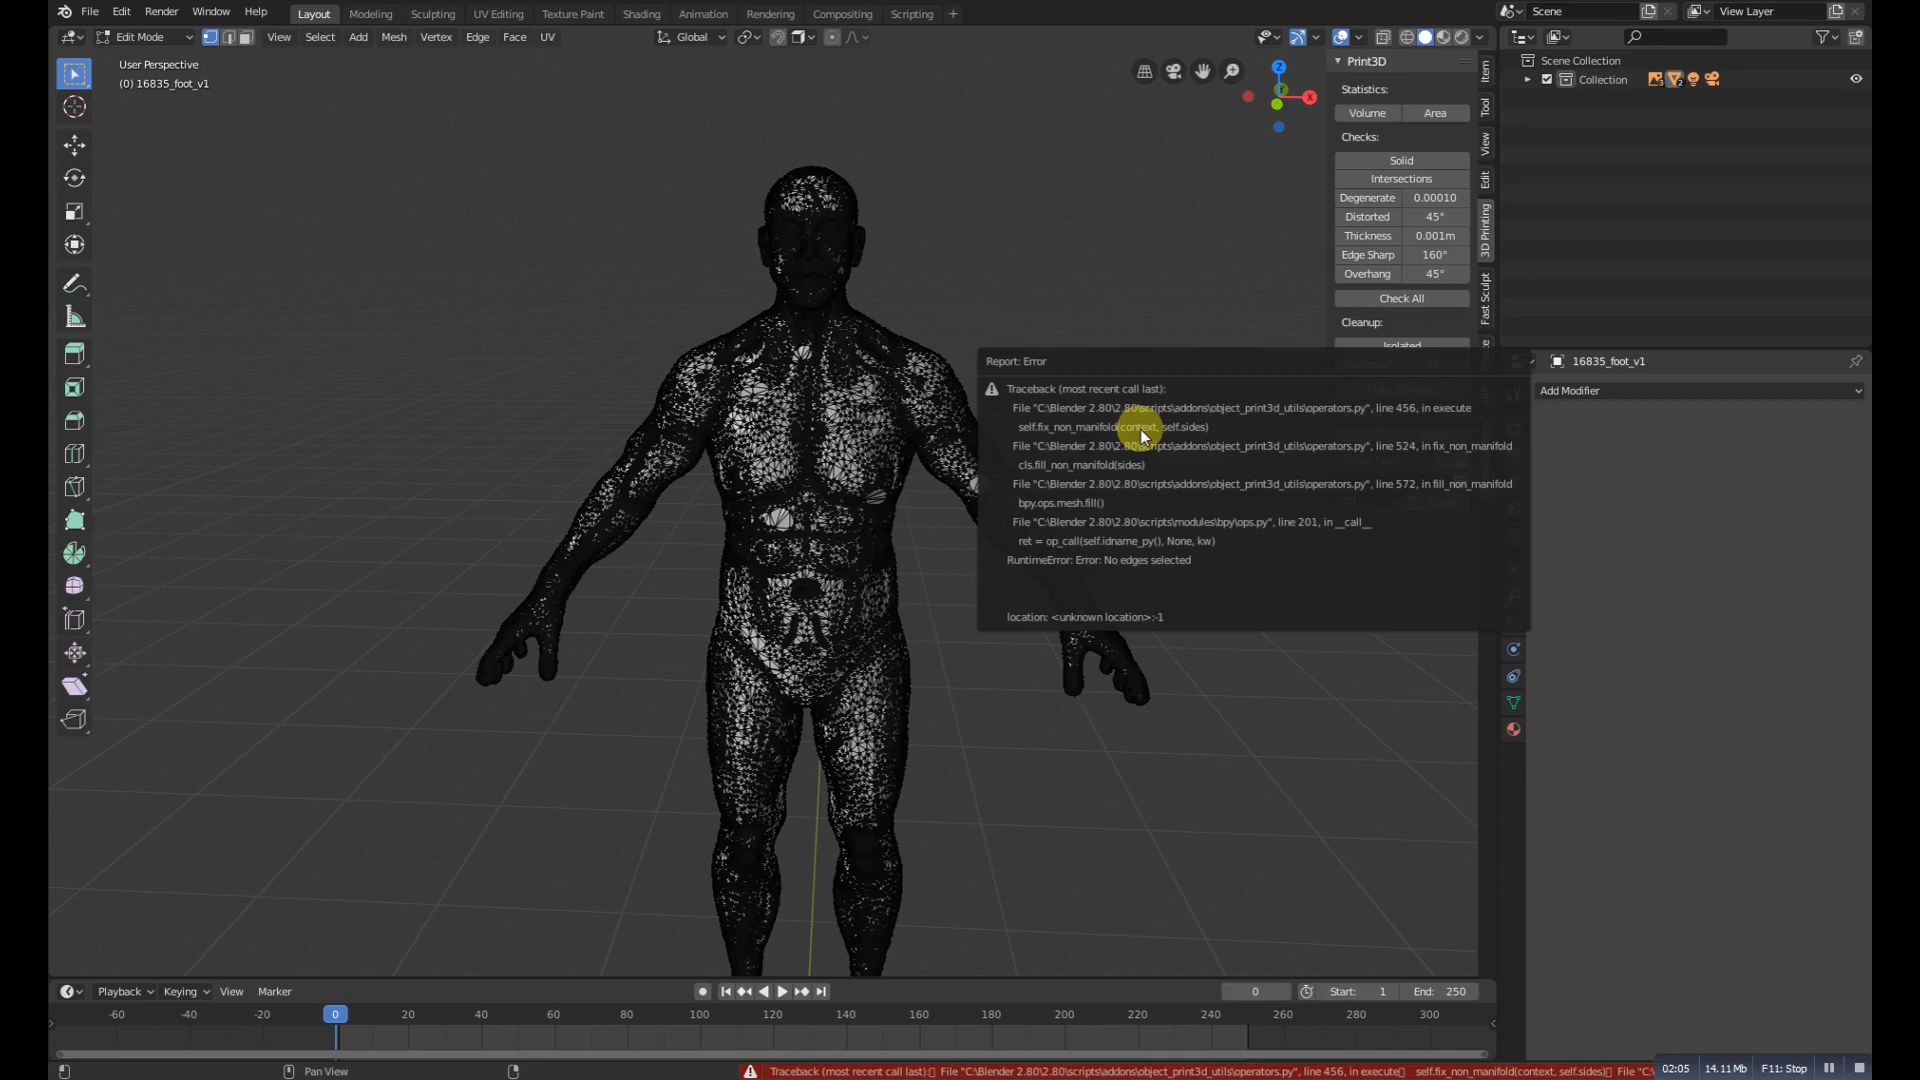 File Edit Render Window Help Layout Modeling Sculpting UV Editing Texture Paint Shading Animation Rendering Compositing Scripting + Scene View Layer
Edit Mode View Select Add Mesh Vertex Edge Face UV Global
User Perspective
(0) 16835_foot_v1
Z
Y
X
Print3D
Statistics:
Volume Area
Checks:
Solid
Intersections
Degenerate 0.00010
Distorted 45°
Thickness 0.001m
Edge Sharp 160°
Overhang 45°
Check All
Cleanup:
Isolated
Item
Tool
View
Edit
3D Printing
Fast Sculpt
Scene Collection
Collection
16835_foot_v1
Add Modifier
Report: Error
Traceback (most recent call last):
File "C:\Blender 2.80\2.80\scripts\addons\object_print3d_utils\operators.py", line 456, in execute
self.fix_non_manifold(context, self.sides)
File "C:\Blender 2.80\2.80\scripts\addons\object_print3d_utils\operators.py", line 524, in fix_non_manifold
cls.fill_non_manifold(sides)
File "C:\Blender 2.80\2.80\scripts\addons\object_print3d_utils\operators.py", line 572, in fill_non_manifold
bpy.ops.mesh.fill()
File "C:\Blender 2.80\2.80\scripts\modules\bpy\ops.py", line 201, in __call__
ret = op_call(self.idname_py(), None, kw)
RuntimeError: Error: No edges selected
location: <unknown location>:-1
Playback Keying View Marker 0 Start: 1 End: 250
-60 -40 -20 0 20 40 60 80 100 120 140 160 180 200 220 240 260 280 300
Pan View Traceback (most recent call last): File "C:\Blender 2.80\2.80\scripts\addons\object_print3d_utils\operators.py", line 456, in execute self.fix_non_manifold(context, self.sides) File "C:\ 02:05 14.11 Mb F11: Stop